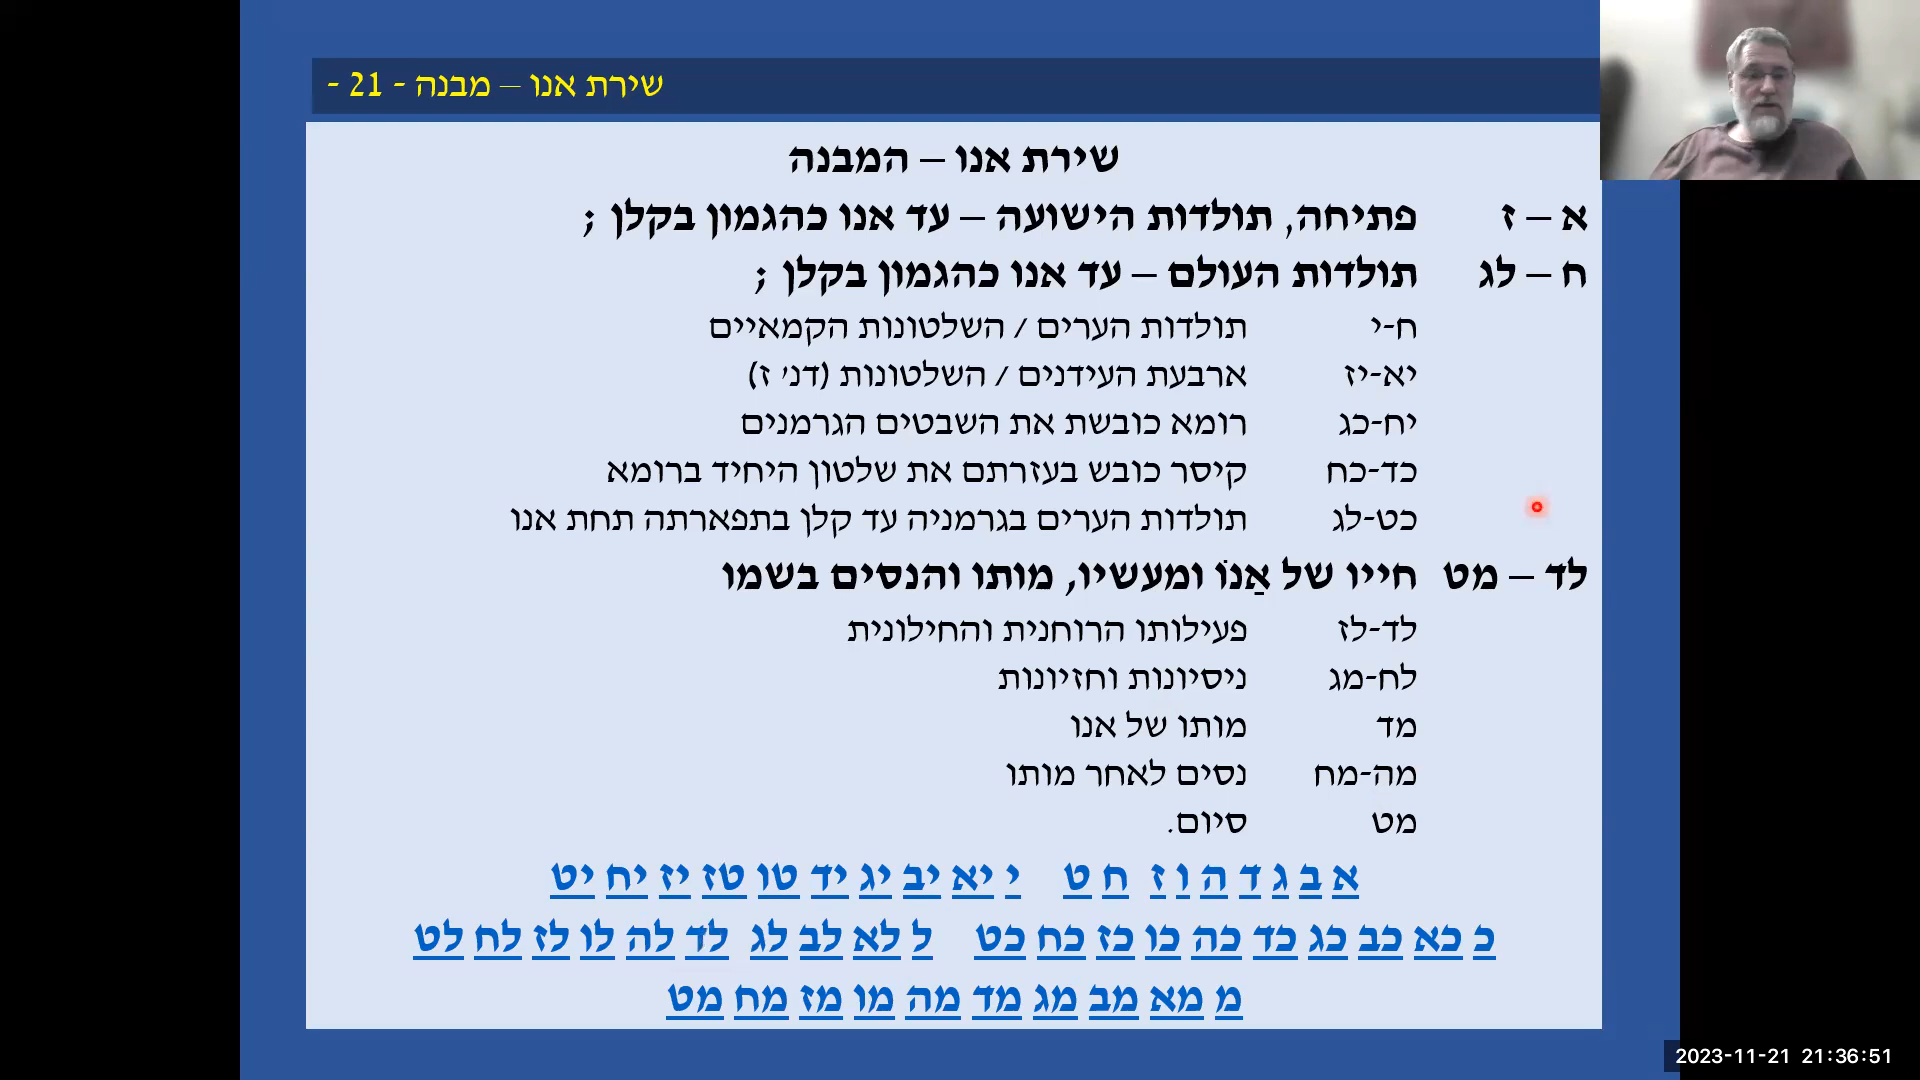 שירת אנו – מבנה - 21 -
שירת אנו – המבנה
א – ז פתיחה, תולדות הישועה – עד אנו כהגמון בקלן ;
ח – לג תולדות העולם – עד אנו כהגמון בקלן ;
ח-י תולדות הערים / השלטונות הקמאיים
יא-יז ארבעת העידנים / השלטונות (דנ' ז)
יח-כג רומא כובשת את השבטים הגרמנים
כד-כח קיסר כובש בעזרתם את שלטון היחיד ברומא
כט-לג תולדות הערים בגרמניה עד קלן בתפארתה תחת אנו
לד – מט חייו של אַנוֹ ומעשיו, מותו והנסים בשמו
לד-לז פעילותו הרוחנית והחילונית
לח-מג ניסיונות וחזיונות
מד מותו של אנו
מה-מח נסים לאחר מותו
מט סיום.
א ב ג ד ה ו ז ח ט י יא יב יג יד טו טז יז יח יט
כ כא כב כג כד כה כו כז כח כט ל לא לב לג לד לה לו לז לח לט
מ מא מב מג מד מה מו מז מח מט
2023-11-21 21:36:51